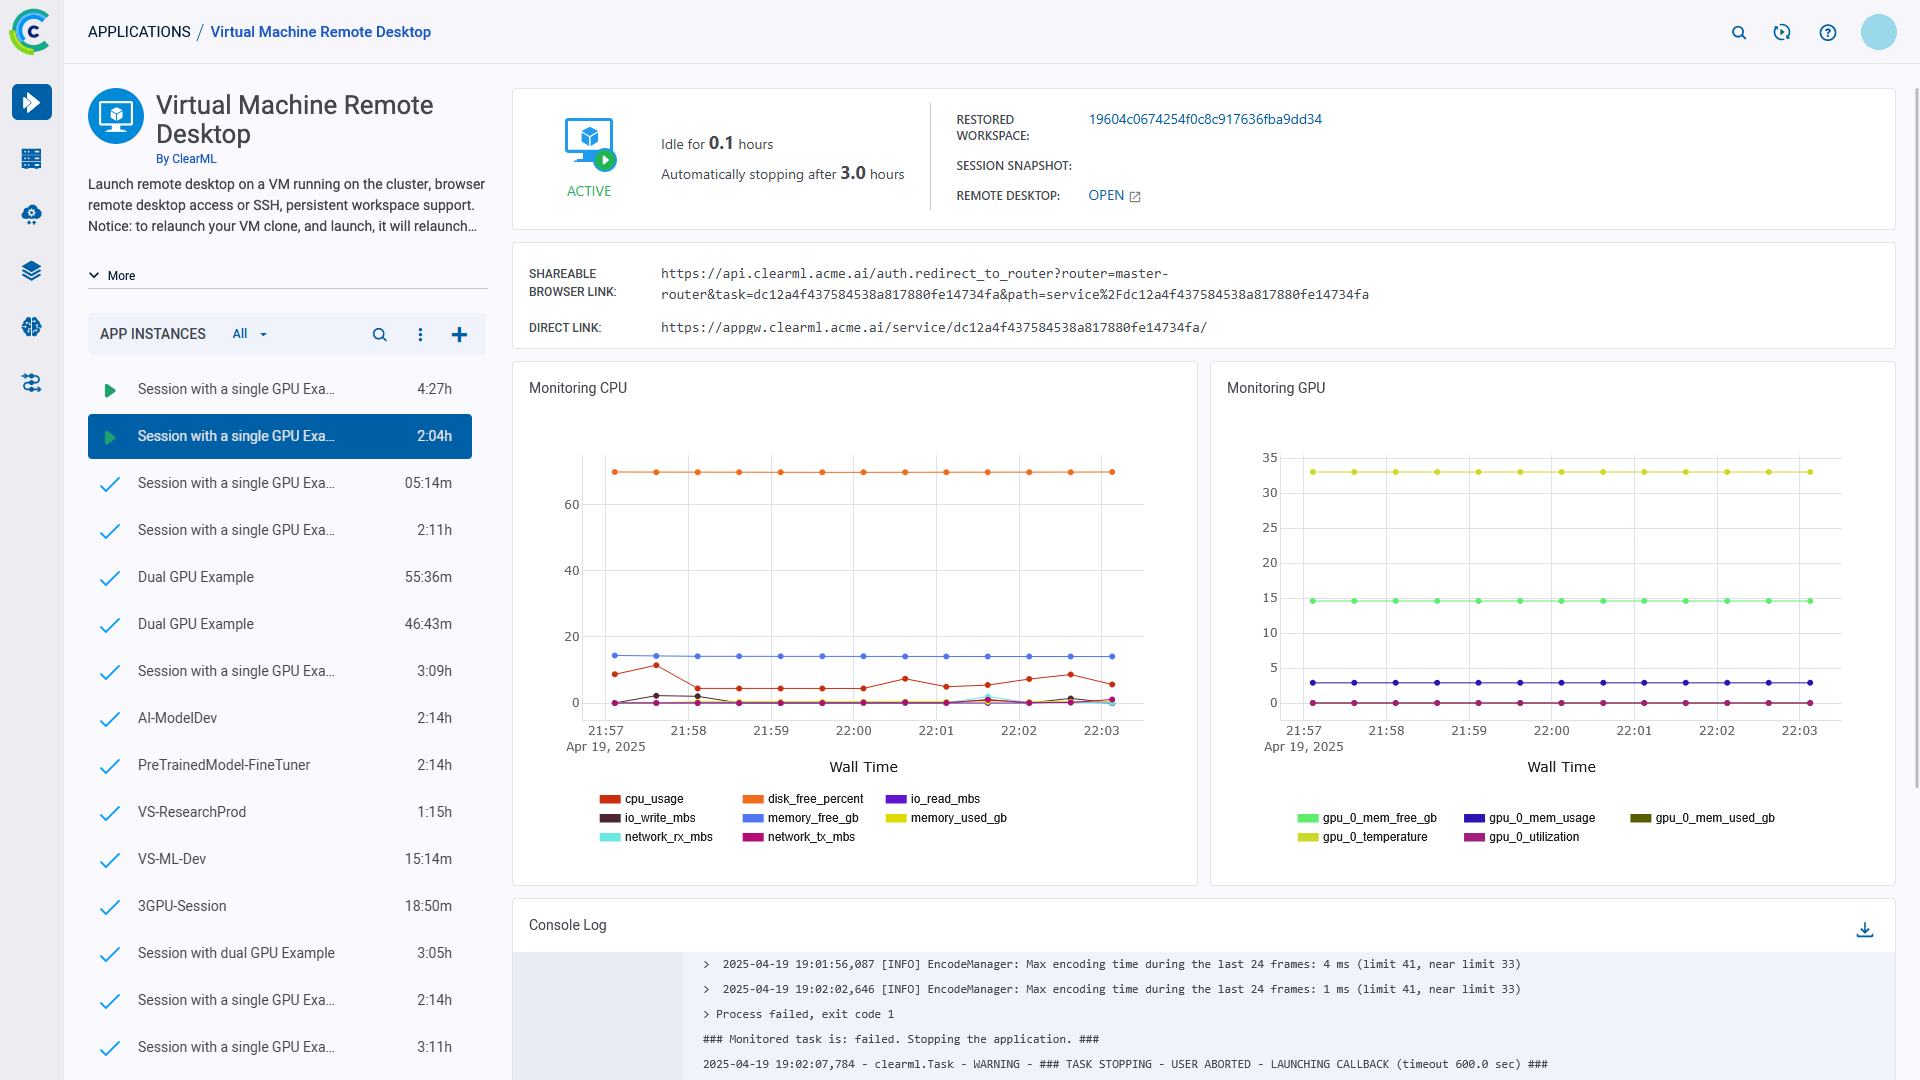 APPLICATIONS / Virtual Machine Remote Desktop
Virtual Machine Remote
Desktop
By ClearML
Launch remote desktop on a VM running on the cluster, browser
remote desktop access or SSH, persistent workspace support.
Notice: to relaunch your VM clone, and launch, it will relaunch...
More
APP INSTANCES All
Session with a single GPU Exa... 4:27h
Session with a single GPU Exa... 2:04h
Session with a single GPU Exa... 05:14m
Session with a single GPU Exa... 2:11h
Dual GPU Example 55:36m
Dual GPU Example 46:43m
Session with a single GPU Exa... 3:09h
AI-ModelDev 2:14h
PreTrainedModel-FineTuner 2:14h
VS-ResearchProd 1:15h
VS-ML-Dev 15:14m
3GPU-Session 18:50m
Session with dual GPU Example 3:05h
Session with a single GPU Exa... 2:14h
Session with a single GPU Exa... 3:11h
ACTIVE
Idle for 0.1 hours
Automatically stopping after 3.0 hours
RESTORED
WORKSPACE:
19604c0674254f0c8c917636fba9dd34
SESSION SNAPSHOT:
REMOTE DESKTOP: OPEN
SHAREABLE
BROWSER LINK:
https://api.clearml.acme.ai/auth.redirect_to_router?router=master-
router&task=dc12a4f437584538a817880fe14734fa&path=service%2Fdc12a4f437584538a817880fe14734fa
DIRECT LINK: https://appgw.clearml.acme.ai/service/dc12a4f437584538a817880fe14734fa/
Monitoring CPU
60
40
20
0
21:57 21:58 21:59 22:00 22:01 22:02 22:03
Apr 19, 2025
Wall Time
cpu_usage disk_free_percent io_read_mbs
io_write_mbs memory_free_gb memory_used_gb
network_rx_mbs network_tx_mbs
Monitoring GPU
35
30
25
20
15
10
5
0
21:57 21:58 21:59 22:00 22:01 22:02 22:03
Apr 19, 2025
Wall Time
gpu_0_mem_free_gb gpu_0_mem_usage gpu_0_mem_used_gb
gpu_0_temperature gpu_0_utilization
Console Log
> 2025-04-19 19:01:56,087 [INFO] EncodeManager: Max encoding time during the last 24 frames: 4 ms (limit 41, near limit 33)
> 2025-04-19 19:02:02,646 [INFO] EncodeManager: Max encoding time during the last 24 frames: 1 ms (limit 41, near limit 33)
> Process failed, exit code 1
### Monitored task is: failed. Stopping the application. ###
2025-04-19 19:02:07,784 - clearml.Task - WARNING - ### TASK STOPPING - USER ABORTED - LAUNCHING CALLBACK (timeout 600.0 sec) ###